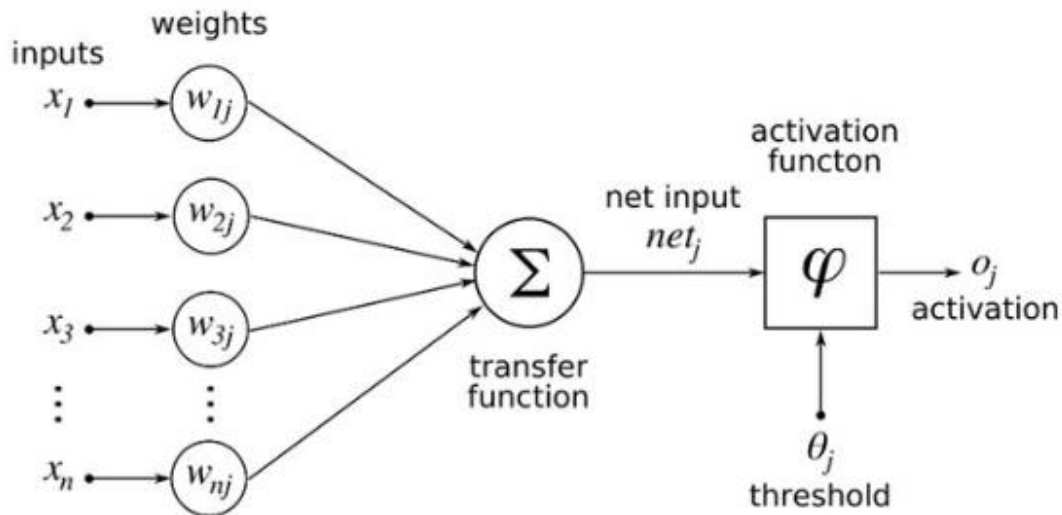 weights
inputs
x1 w1j
x2 w2j
x3 w3j
⋮ ⋮
xn wnj
Σ
transfer
function
net input
netj
activation
functon
φ
oj
activation
θj
threshold